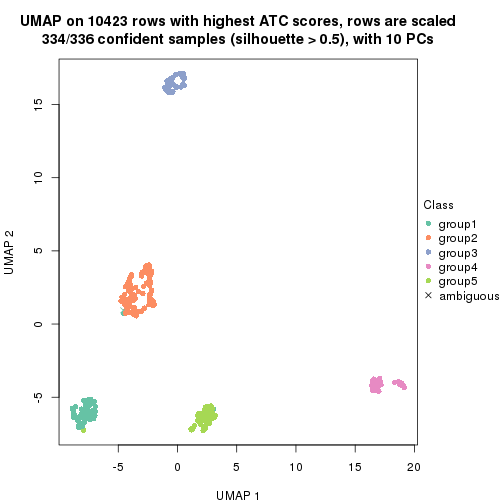 UMAP on 10423 rows with highest ATC scores, rows are scaled
334/336 confident samples (silhouette > 0.5), with 10 PCs
15
10
5
0
-5
UMAP 2
-5
0
5
10
15
20
UMAP 1
Class
group1
group2
group3
group4
group5
ambiguous